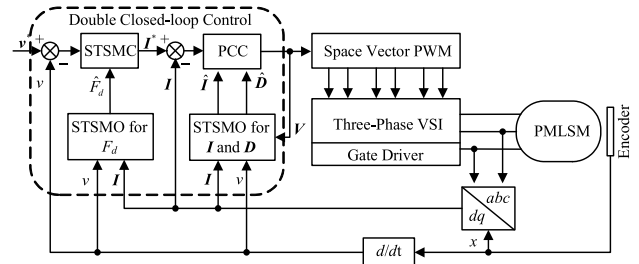 Double Closed-loop Control
v* + − STSMC I* + − PCC Space Vector PWM
v F̂d I Î D̂
STSMO for Fd
STSMO for I and D
V
Three-Phase VSI
Gate Driver
PMLSM
Encoder
v I I v
abc
dq
x
d/dt